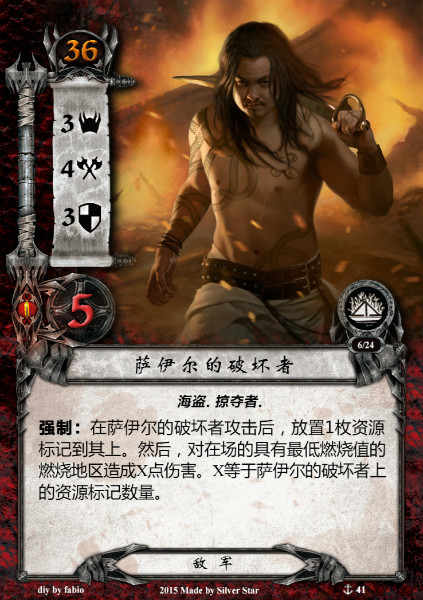 36
3
4
3
5
6/24
萨伊尔的破坏者
海盗. 掠夺者.
强制：在萨伊尔的破坏者攻击后，放置1枚资源
标记到其上。然后，对在场的具有最低燃烧值的
燃烧地区造成X点伤害。X等于萨伊尔的破坏者上
的资源标记数量。
敌军
diy by fabio 2015 Made by Silver Star 41